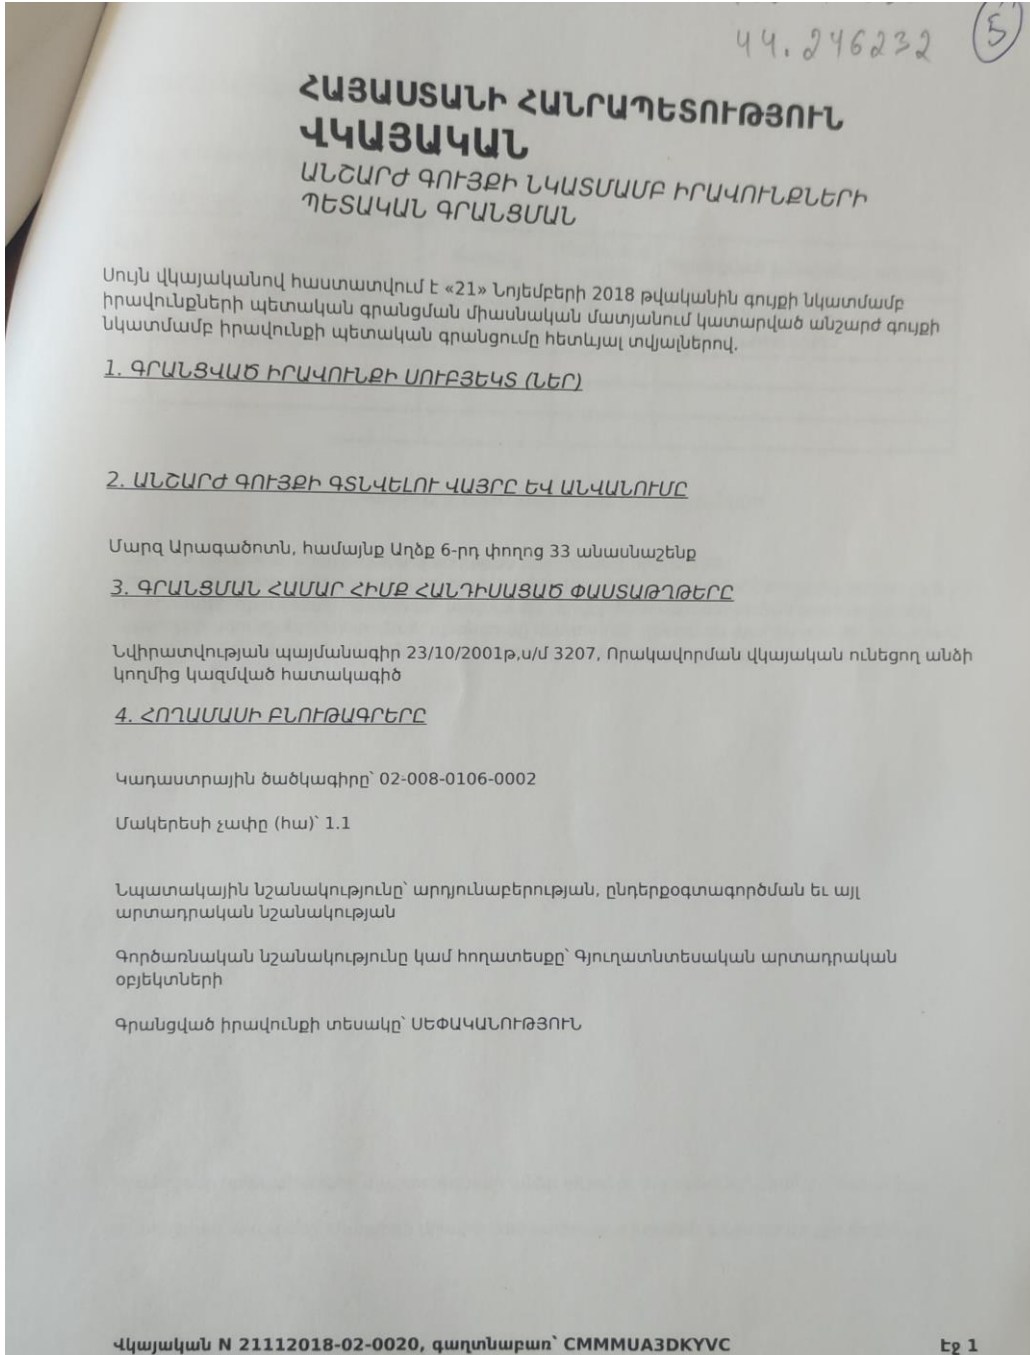 44.246232
5
ՀԱՅԱՍՏԱՆԻ ՀԱՆՐԱՊԵՏՈՒԹՅՈՒՆ
ՎԿԱՅԱԿԱՆ
ԱՆՇԱՐԺ ԳՈՒՅՔԻ ՆԿԱՏՄԱՄԲ ԻՐԱՎՈՒՆՔՆԵՐԻ
ՊԵՏԱԿԱՆ ԳՐԱՆՑՄԱՆ
Սույն վկայականով հաստատվում է «21» Նոյեմբերի 2018 թվականին գույքի նկատմամբ
իրավունքների պետական գրանցման միասնական մատյանում կատարված անշարժ գույքի
նկատմամբ իրավունքի պետական գրանցումը հետևյալ տվյալներով.
1. ԳՐԱՆՑՎԱԾ ԻՐԱՎՈՒՆՔԻ ՍՈՒԲՅԵԿՏ (ՆԵՐ)
2. ԱՆՇԱՐԺ ԳՈՒՅՔԻ ԳՏՆՎԵԼՈՒ ՎԱՅՐԸ ԵՎ ԱՆՎԱՆՈՒՄԸ
Մարզ Արագածոտն, համայնք Աղձք 6-րդ փողոց 33 անասնաշենք
3. ԳՐԱՆՑՄԱՆ ՀԱՄԱՐ ՀԻՄՔ ՀԱՆԴԻՍԱՑԱԾ ՓԱՍՏԱԹՂԹԵՐԸ
Նվիրատվության պայմանագիր 23/10/2001թ,ս/մ 3207, Որակավորման վկայական ունեցող անձի
կողմից կազմված հատակագիծ
4. ՀՈՂԱՄԱՍԻ ԲՆՈՒԹԱԳՐԵՐԸ
Կադաստրային ծածկագիրը՝ 02-008-0106-0002
Մակերեսի չափը (հա)՝ 1.1
Նպատակային նշանակությունը՝ արդյունաբերության, ընդերքօգտագործման եւ այլ
արտադրական նշանակության
Գործառնական նշանակությունը կամ հողատեսքը՝ Գյուղատնտեսական արտադրական
օբյեկտների
Գրանցված իրավունքի տեսակը՝ ՍԵՓԱԿԱՆՈՒԹՅՈՒՆ
Վկայական N 21112018-02-0020, գաղտնաբառ՝ CMMMUA3DKYVC
Էջ 1